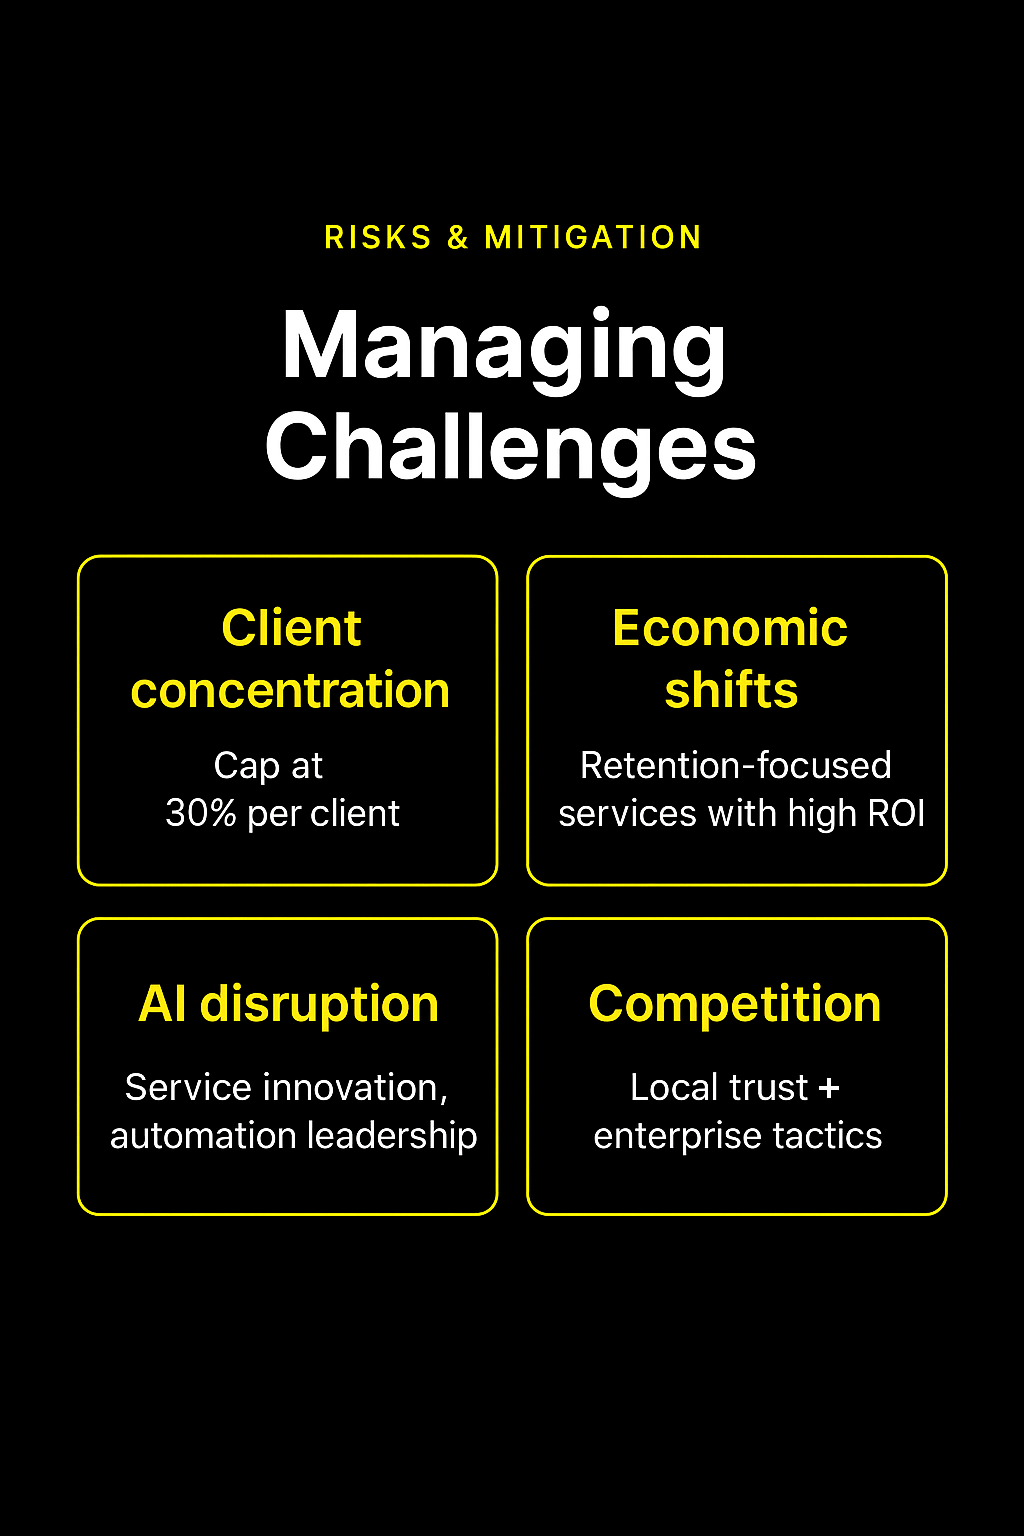 RISKS & MITIGATION
Managing
Challenges
Client
concentration
Cap at
30% per client
Economic
shifts
Retention-focused
services with high ROI
AI disruption
Service innovation,
automation leadership
Competition
Local trust +
enterprise tactics